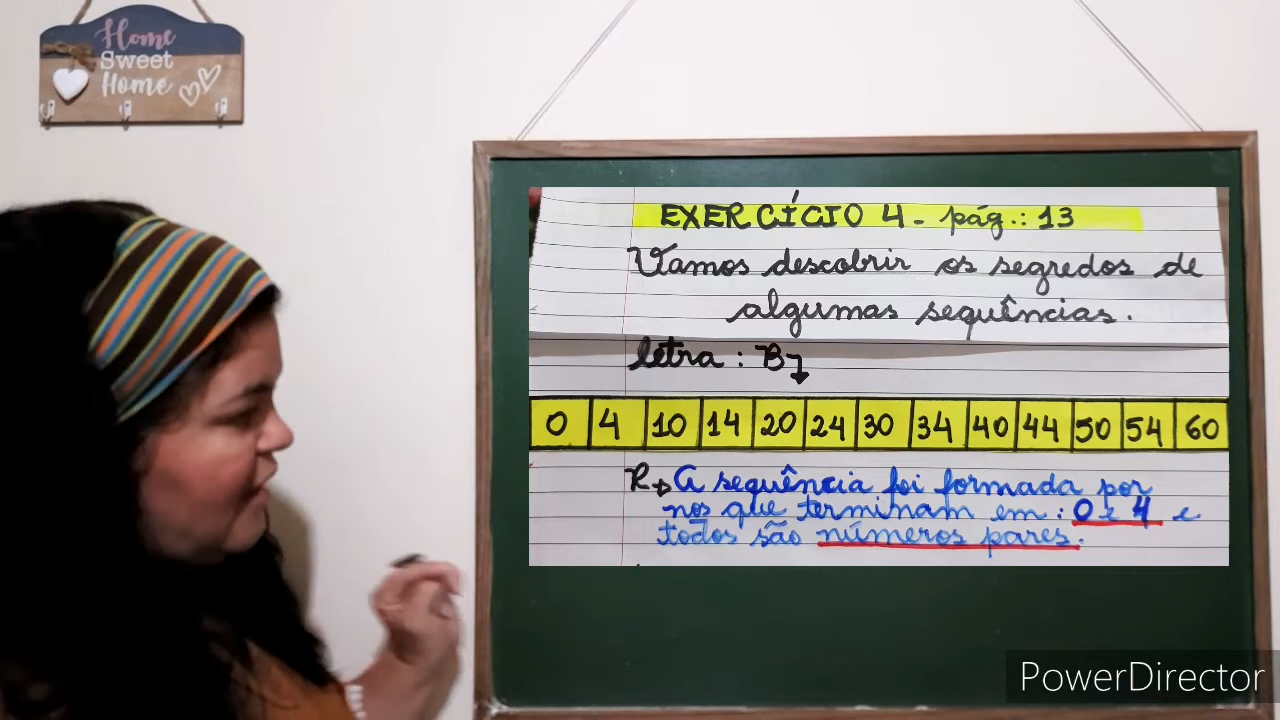 Home
Sweet
Home
EXERCÍCIO 4 - pág.: 13
Vamos descobrir os segredos de
algumas sequências.
letra: B
0 4 10 14 20 24 30 34 40 44 50 54 60
R → A sequência foi formada por
nos que terminam em: 0 e 4 e
todos são números pares.
PowerDirector